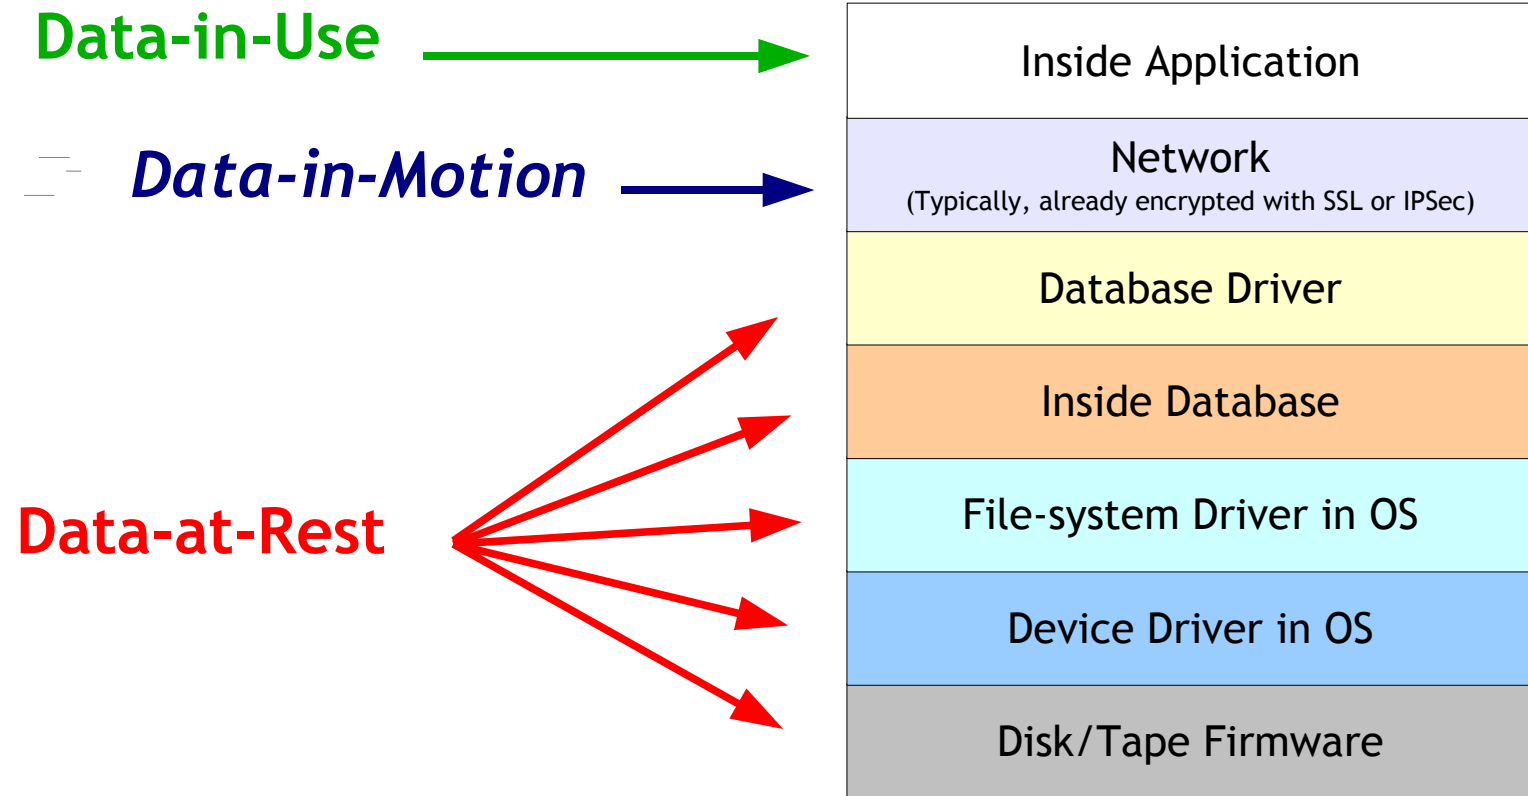 Data-in-Use
Inside Application
Data-in-Motion
Network
(Typically, already encrypted with SSL or IPSec)
Database Driver
Inside Database
Data-at-Rest
File-system Driver in OS
Device Driver in OS
Disk/Tape Firmware